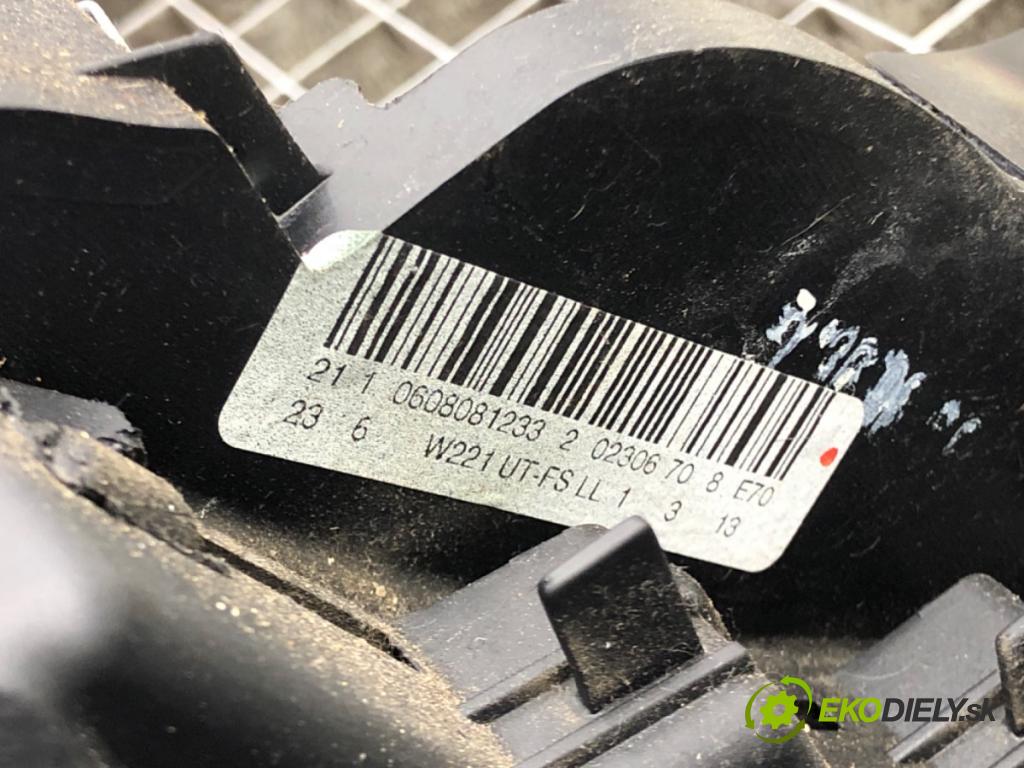 21 1 0608081233 2 02306 70 8 E70
23 6 W221 UT-FS LL 1 3 13
EKODIELY.sk